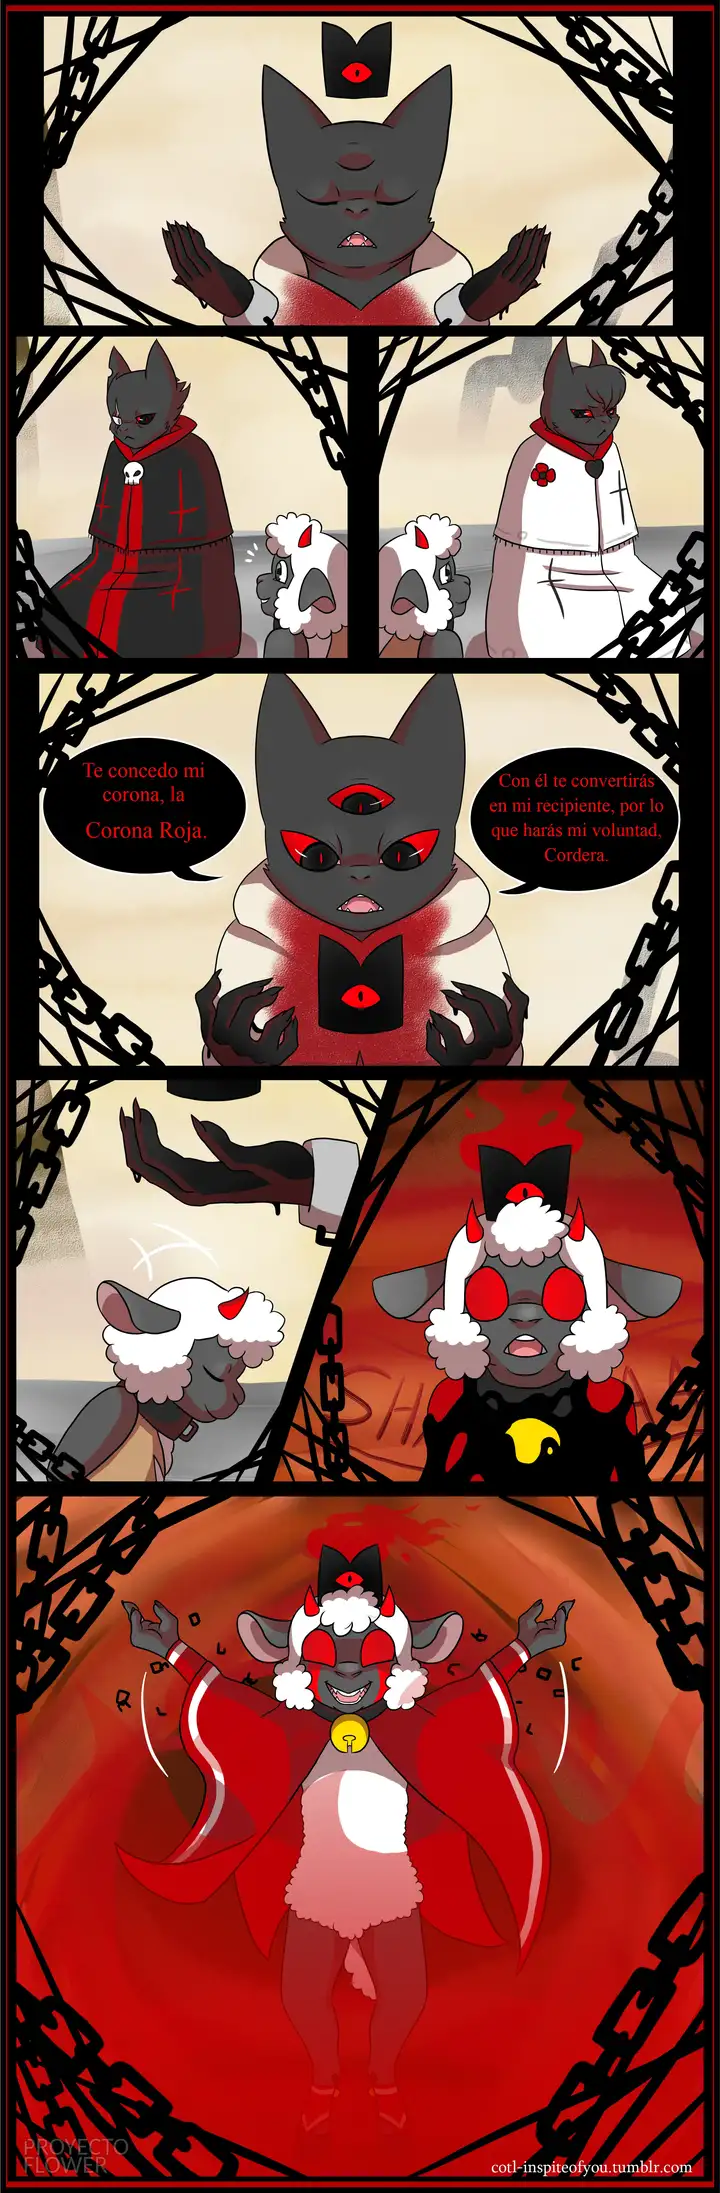 Te concedo mi
corona, la
Corona Roja.
Con él te convertirás
en mi recipiente, por lo
que harás mi voluntad,
Cordera.
PROYECTO
FLOWER
cotl-inspiteofyou.tumblr.com